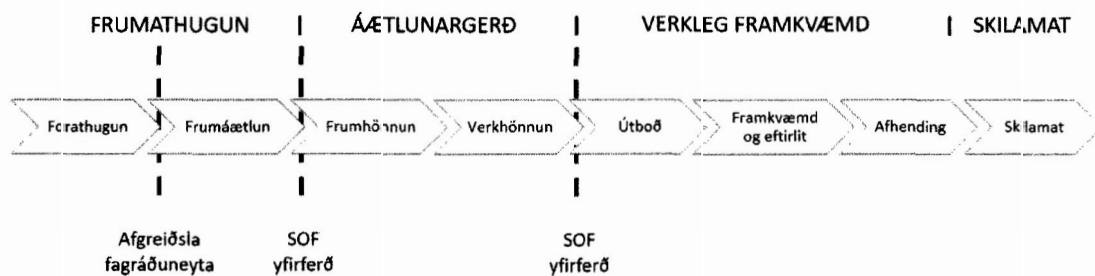 FRUMATHUGUN
ÁÆTLUNARGERÐ
VERKLEG FRAMKVÆMD
SKILAMAT
Forathugun
Frumáætlun
Frumhönnun
Verkhönnun
Útboð
Framkvæmd
og eftirlit
Afhending
Skilamat
Afgreiðsla
fagráðuneyta
SOF
yfirferð
SOF
yfirferð